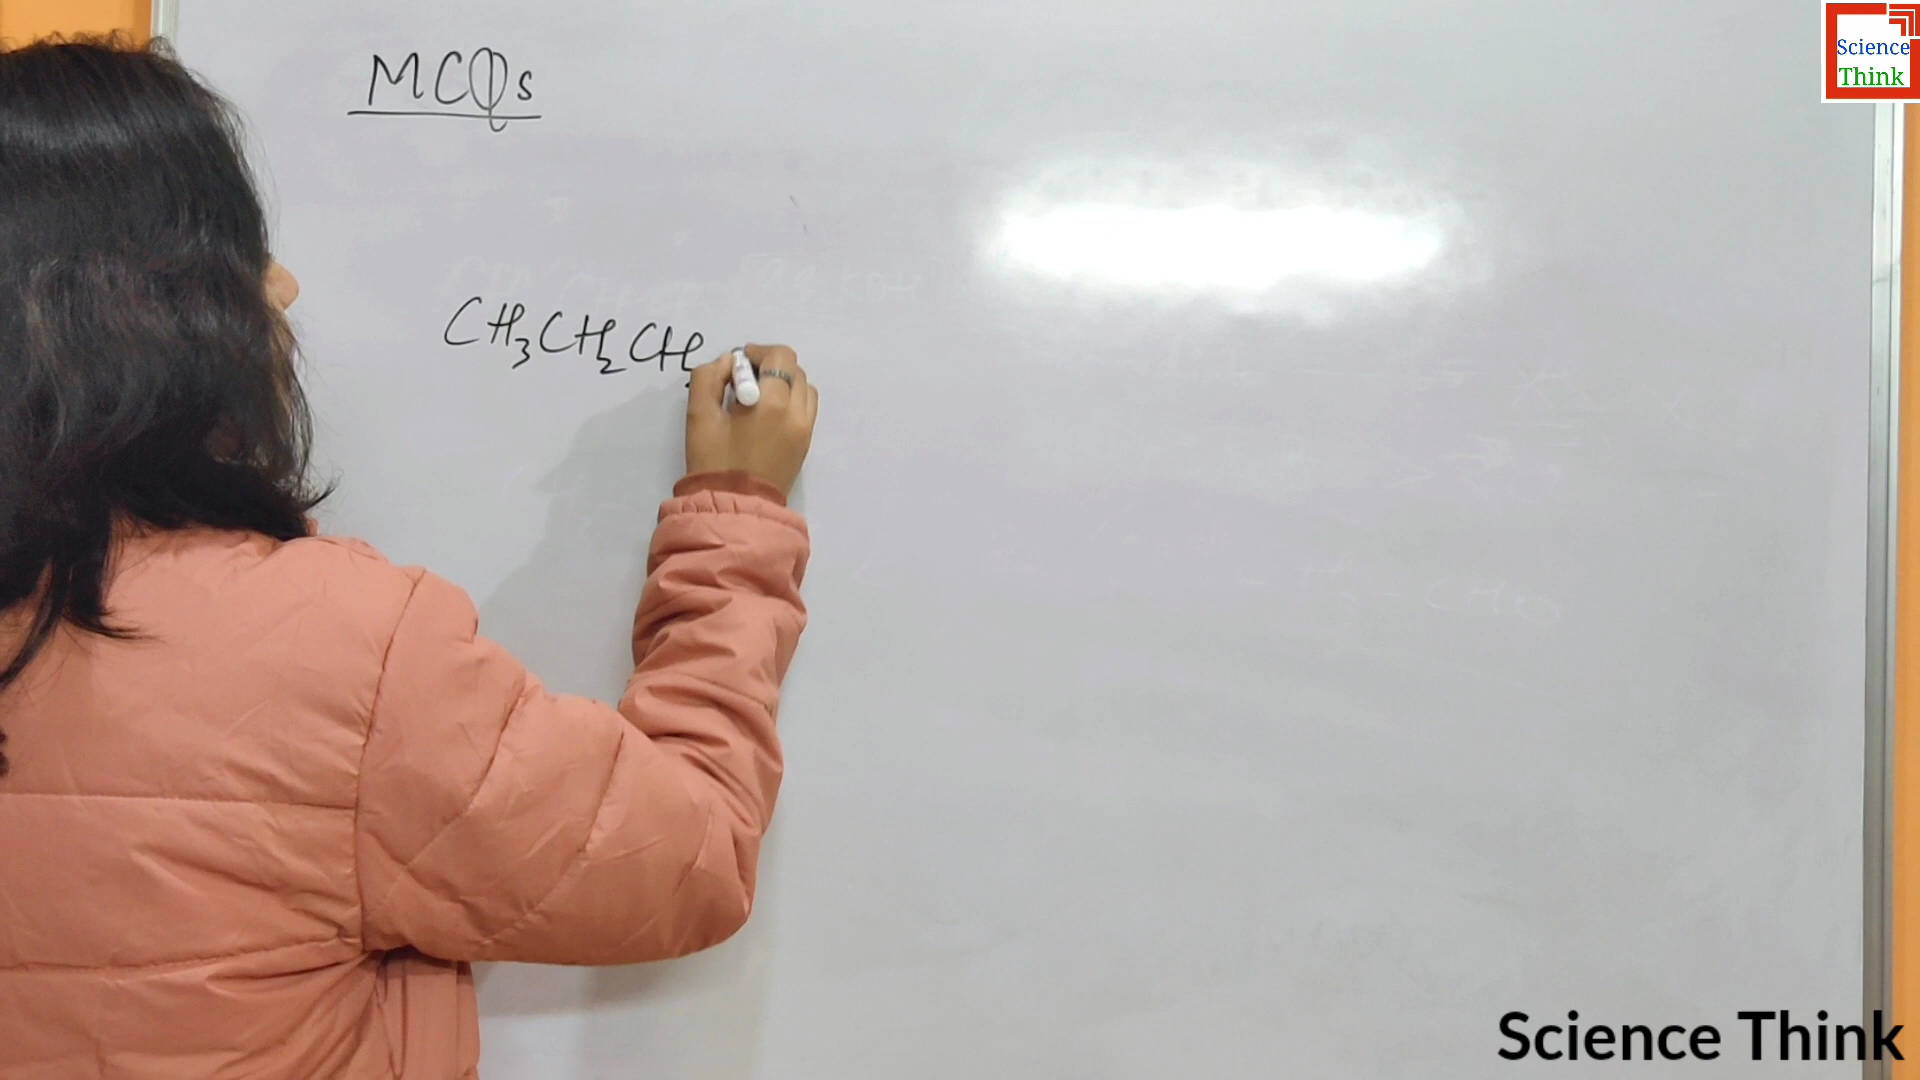 Science
Think
MCQs
CH₃CH₂CH₂
Science Think